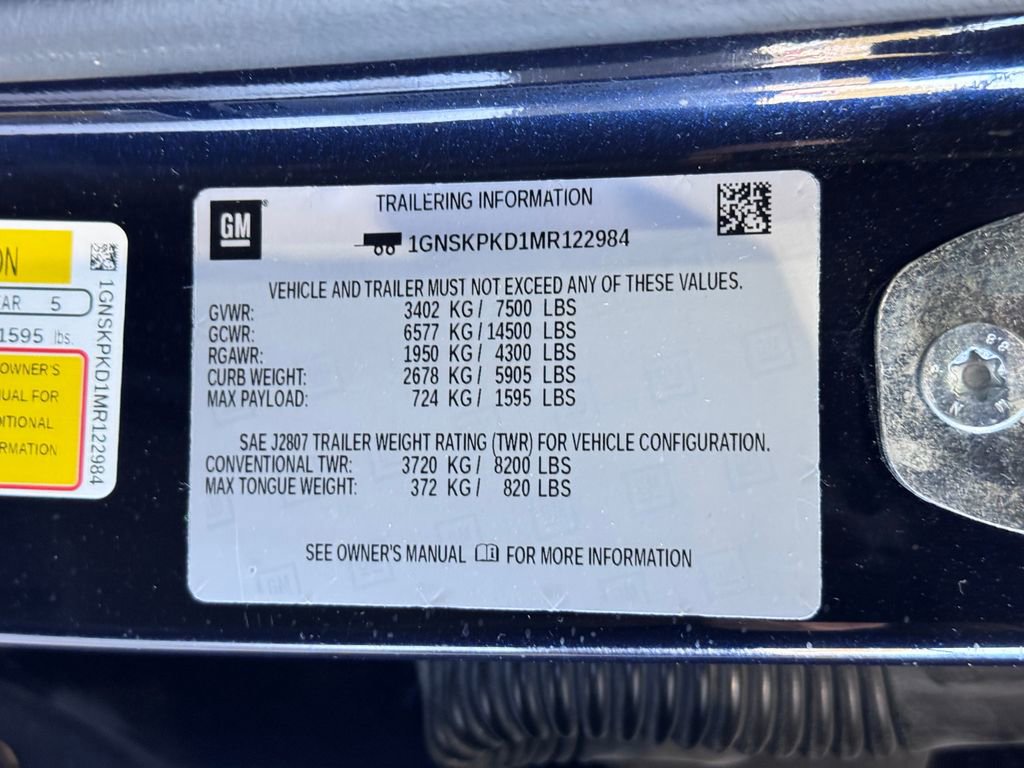 ON
AR 5
1595 lbs.
OWNER'S
UAL FOR
ITIONAL
RMATION
1GNSKPKD1MR122984
GM
TRAILERING INFORMATION
1GNSKPKD1MR122984
VEHICLE AND TRAILER MUST NOT EXCEED ANY OF THESE VALUES.
GVWR: 3402 KG / 7500 LBS
GCWR: 6577 KG / 14500 LBS
RGAWR: 1950 KG / 4300 LBS
CURB WEIGHT: 2678 KG / 5905 LBS
MAX PAYLOAD: 724 KG / 1595 LBS
SAE J2807 TRAILER WEIGHT RATING (TWR) FOR VEHICLE CONFIGURATION.
CONVENTIONAL TWR: 3720 KG / 8200 LBS
MAX TONGUE WEIGHT: 372 KG / 820 LBS
SEE OWNER'S MANUAL FOR MORE INFORMATION